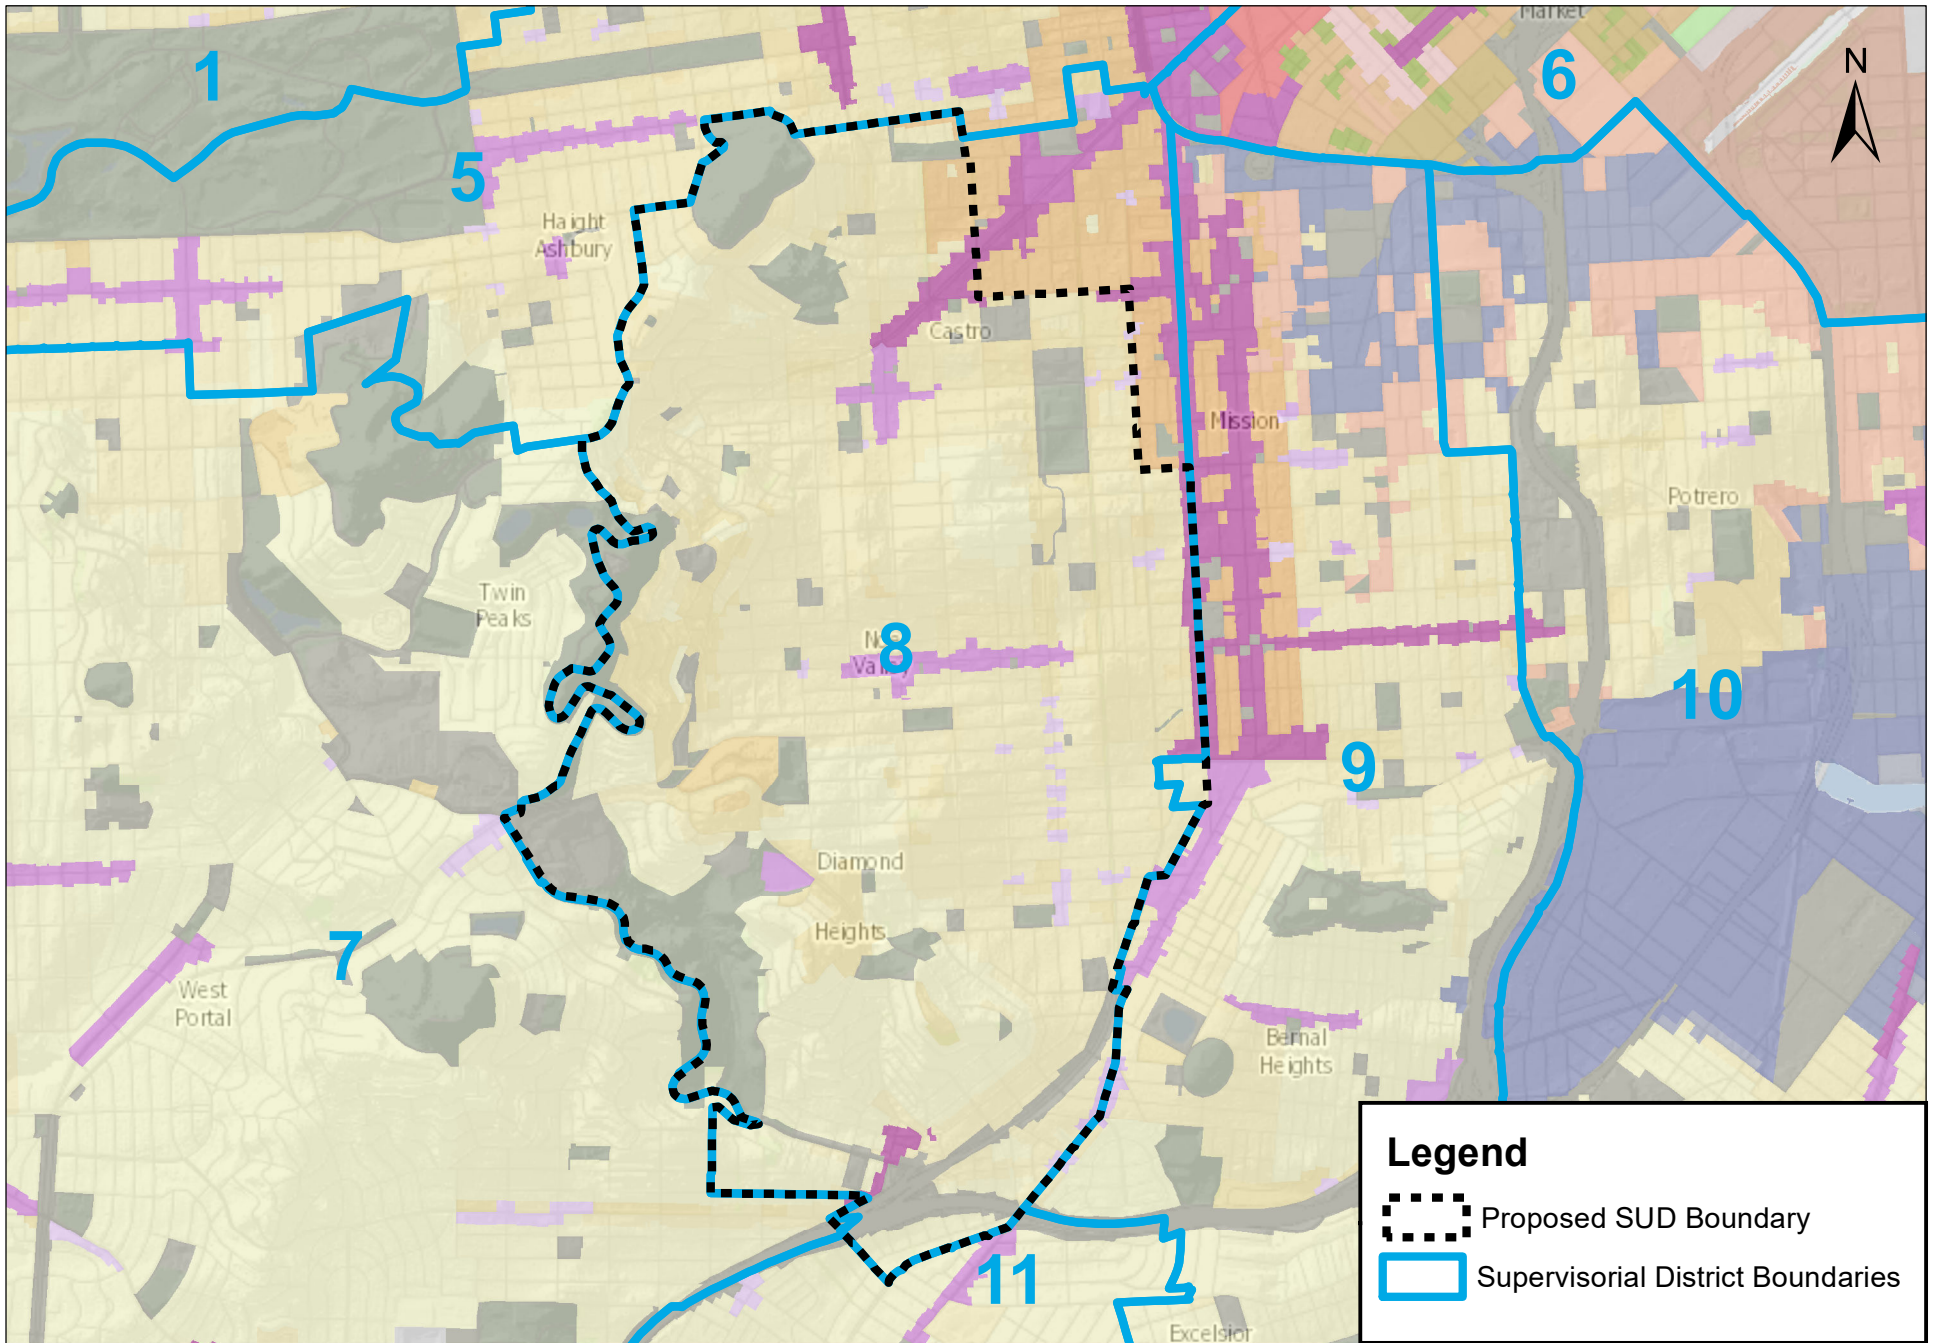 Market
1
6
N
5
Haight
Ashbury
Castro
Mission
Potrero
Twin
Peaks
8
Valley
10
9
Diamond
Heights
7
West
Portal
Bernal
Heights
Legend
Proposed SUD Boundary
Supervisorial District Boundaries
11
Excelsior